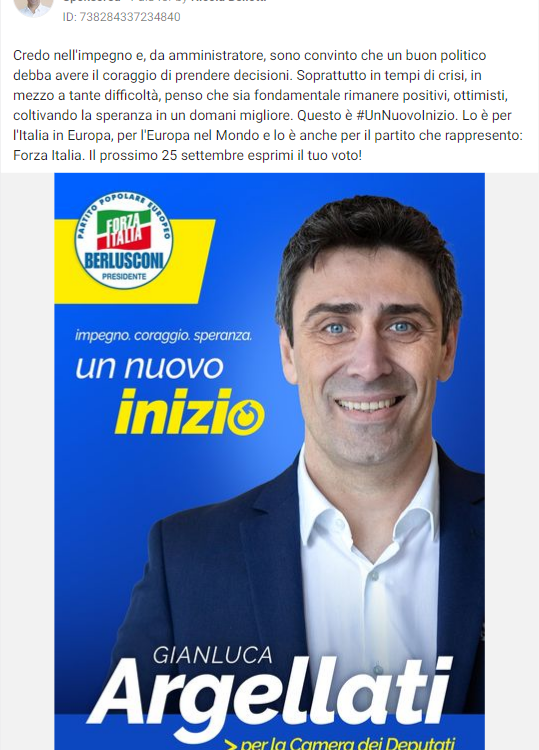 ID: 738284337234840
Credo nell'impegno e, da amministratore, sono convinto che un buon politico
debba avere il coraggio di prendere decisioni. Soprattutto in tempi di crisi, in
mezzo a tante difficoltà, penso che sia fondamentale rimanere positivi, ottimisti,
coltivando la speranza in un domani migliore. Questo è #UnNuovoInizio. Lo è per
l'Italia in Europa, per l'Europa nel Mondo e lo è anche per il partito che rappresento:
Forza Italia. Il prossimo 25 settembre esprimi il tuo voto!
PARTITO POPOLARE EUROPEO
FORZA
ITALIA
BERLUSCONI
PRESIDENTE
impegno. coraggio. speranza.
un nuovo
inizio
GIANLUCA
Argellati
> per la Camera dei Deputati